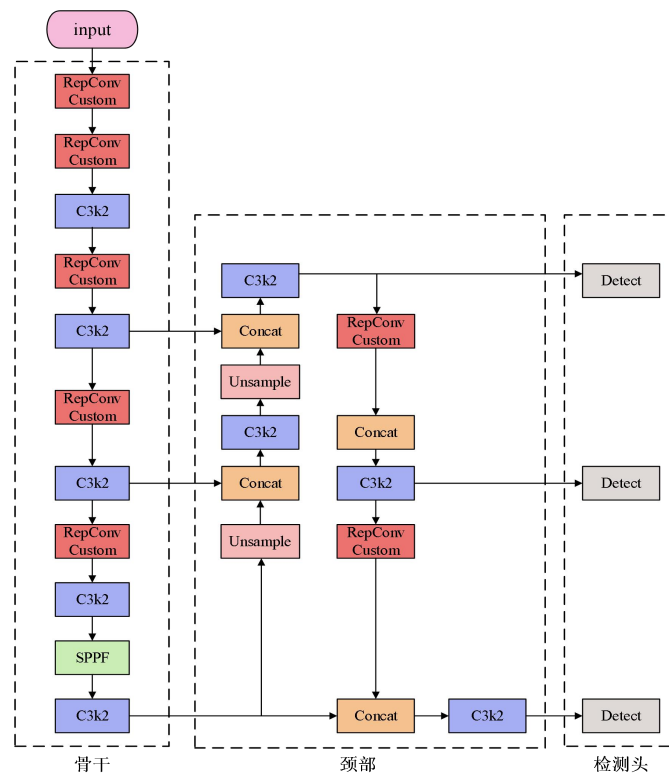 input
RepConv
Custom
RepConv
Custom
C3k2
RepConv
Custom
C3k2
RepConv
Custom
C3k2
RepConv
Custom
C3k2
SPPF
C3k2
骨干
C3k2
Concat
Unsample
C3k2
Concat
Unsample
RepConv
Custom
Concat
C3k2
RepConv
Custom
Concat
C3k2
颈部
Detect
Detect
Detect
检测头